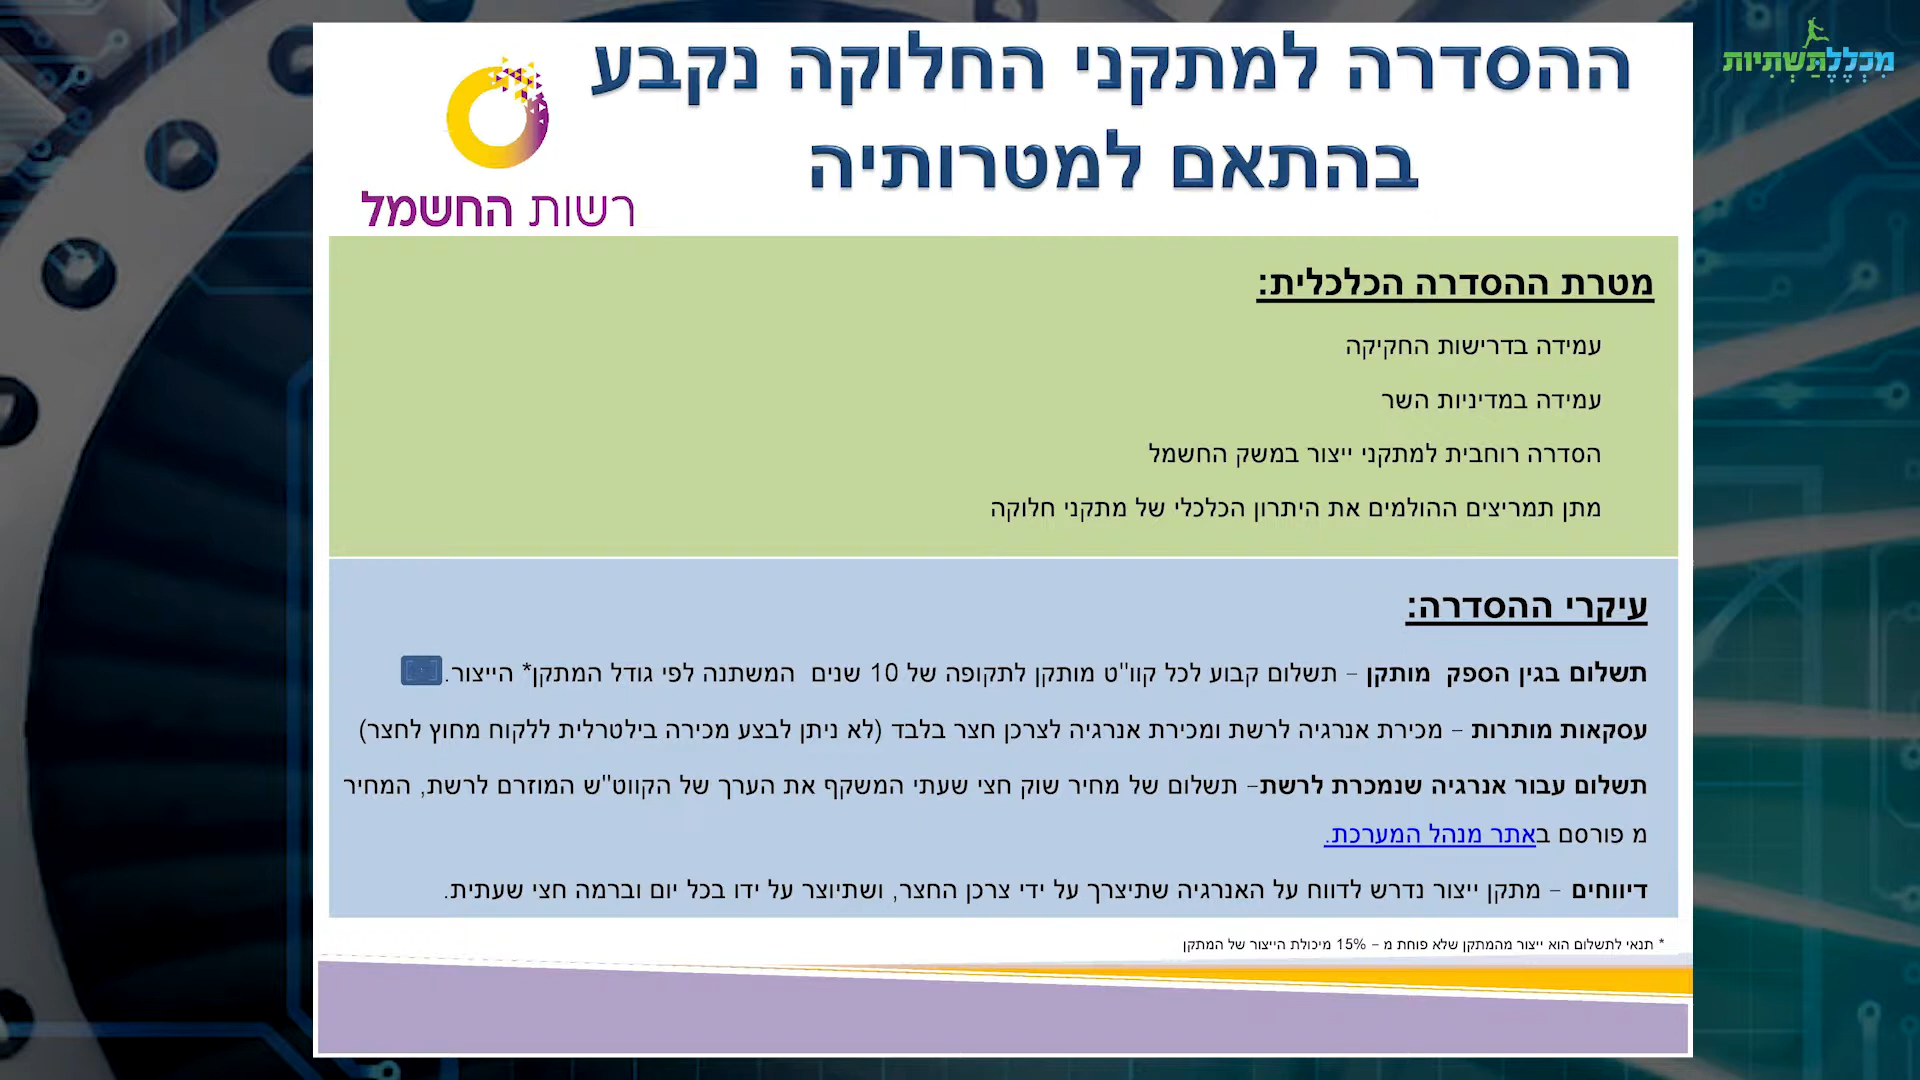 ההסדרה למתקני החלוקה נקבע
בהתאם למטרותיה
רשות החשמל
מכללתשתיות
מטרת ההסדרה הכלכלית:
עמידה בדרישות החקיקה
עמידה במדיניות השר
הסדרה רוחבית למתקני ייצור במשק החשמל
מתן תמריצים ההולמים את היתרון הכלכלי של מתקני חלוקה
עיקרי ההסדרה:
תשלום בגין הספק מותקן – תשלום קבוע לכל קוו"ט מותקן לתקופה של 10 שנים המשתנה לפי גודל המתקן* הייצור.
עסקאות מותרות – מכירת אנרגיה לרשת ומכירת אנרגיה לצרכן חצר בלבד (לא ניתן לבצע מכירה בילטרלית ללקוח מחוץ לחצר)
תשלום עבור אנרגיה שנמכרת לרשת– תשלום של מחיר שוק חצי שעתי המשקף את הערך של הקווט"ש המוזרם לרשת, המחיר
מ פורסם באתר מנהל המערכת.
דיווחים – מתקן ייצור נדרש לדווח על האנרגיה שתיצרך על ידי צרכן החצר, ושתיוצר על ידו בכל יום וברמה חצי שעתית.
* תנאי לתשלום הוא ייצור מהמתקן שלא פוחת מ – 15% מיכולת הייצור של המתקן